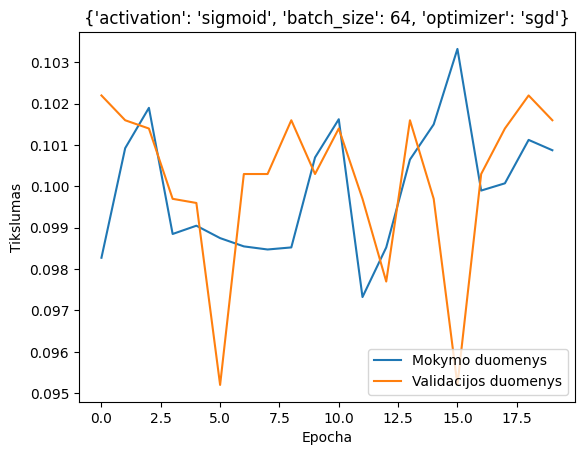 {'activation': 'sigmoid', 'batch_size': 64, 'optimizer': 'sgd'}
0.103
0.102
0.101
0.100
0.099
0.098
0.097
0.096
0.095
Tikslumas
Mokymo duomenys
Validacijos duomenys
0.0 2.5 5.0 7.5 10.0 12.5 15.0 17.5
Epocha